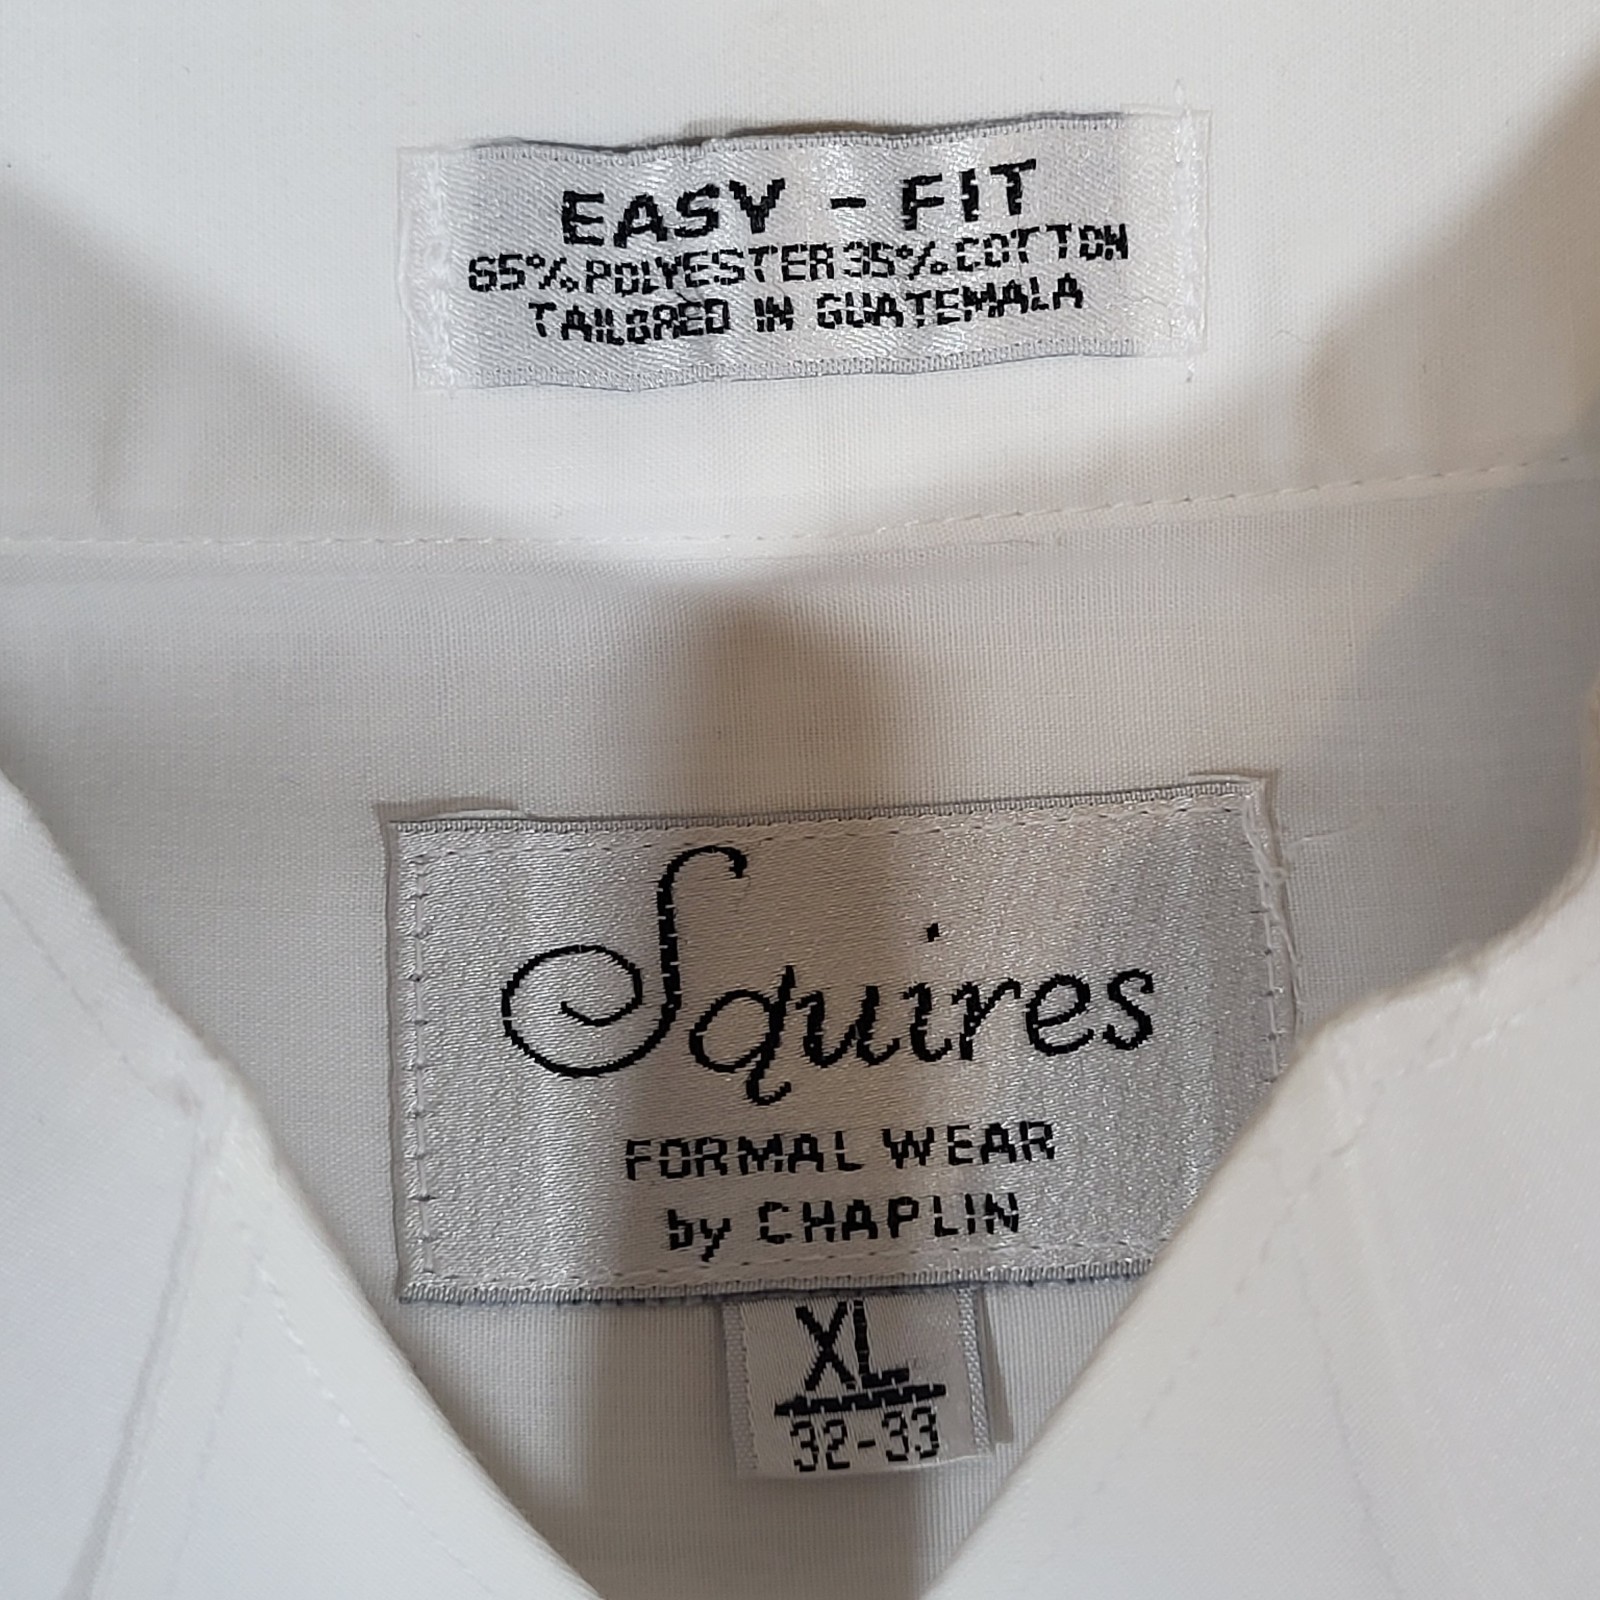 EASY - FIT
65% POLYESTER 35% COTTON
TAILORED IN GUATEMALA
Squires
FORMAL WEAR
by CHAPLIN
XL
32-33